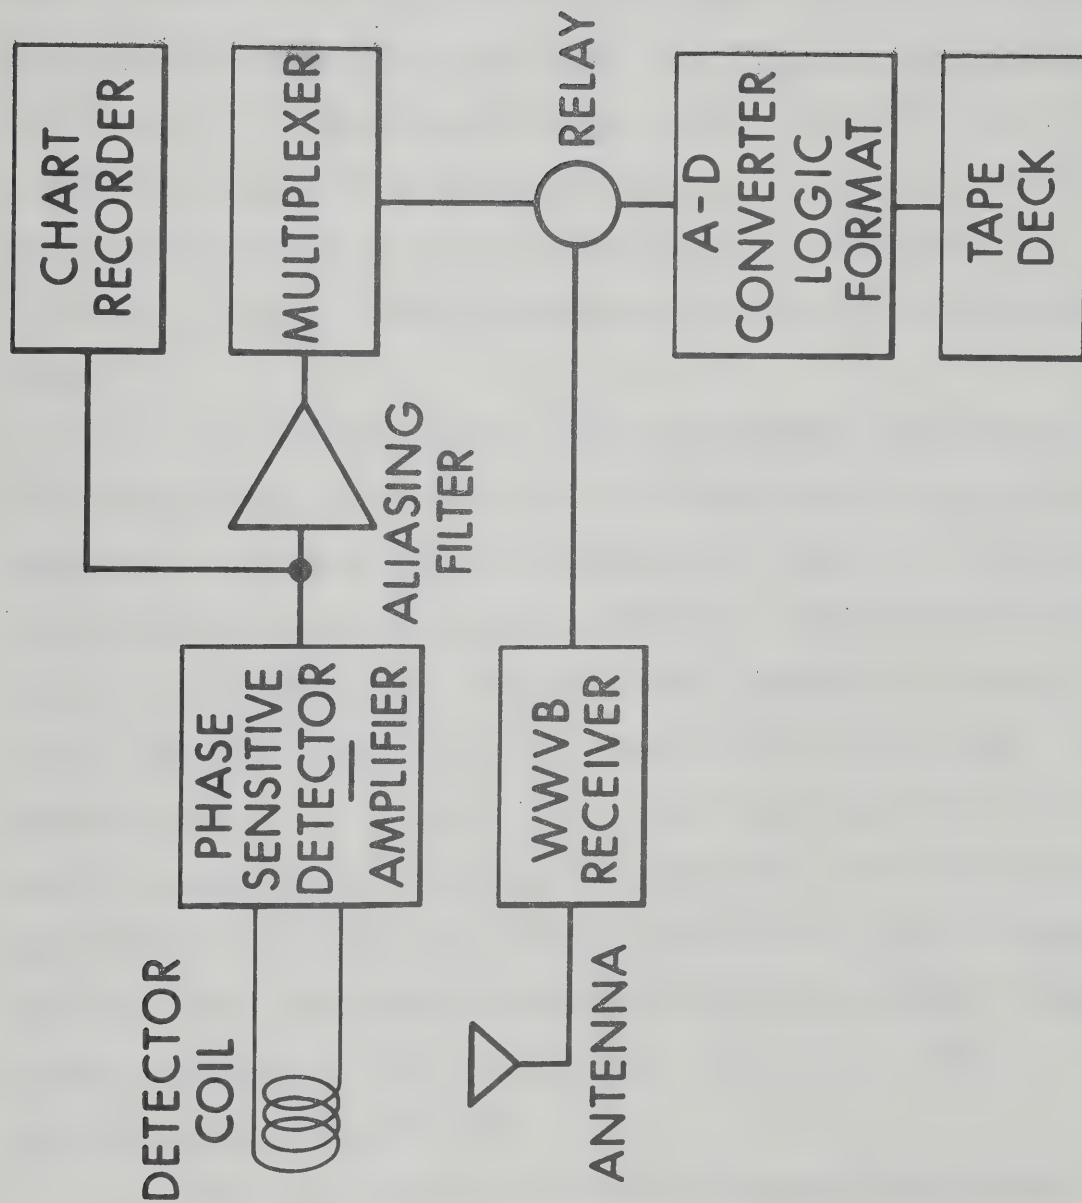 DETECTOR
COIL
PHASE
SENSITIVE
DETECTOR
AMPLIFIER
CHART
RECORDER
ALIASING
FILTER
MULTIPLEXER
ANTENNA
WWVB
RECEIVER
RELAY
A-D
CONVERTER
LOGIC
FORMAT
TAPE
DECK